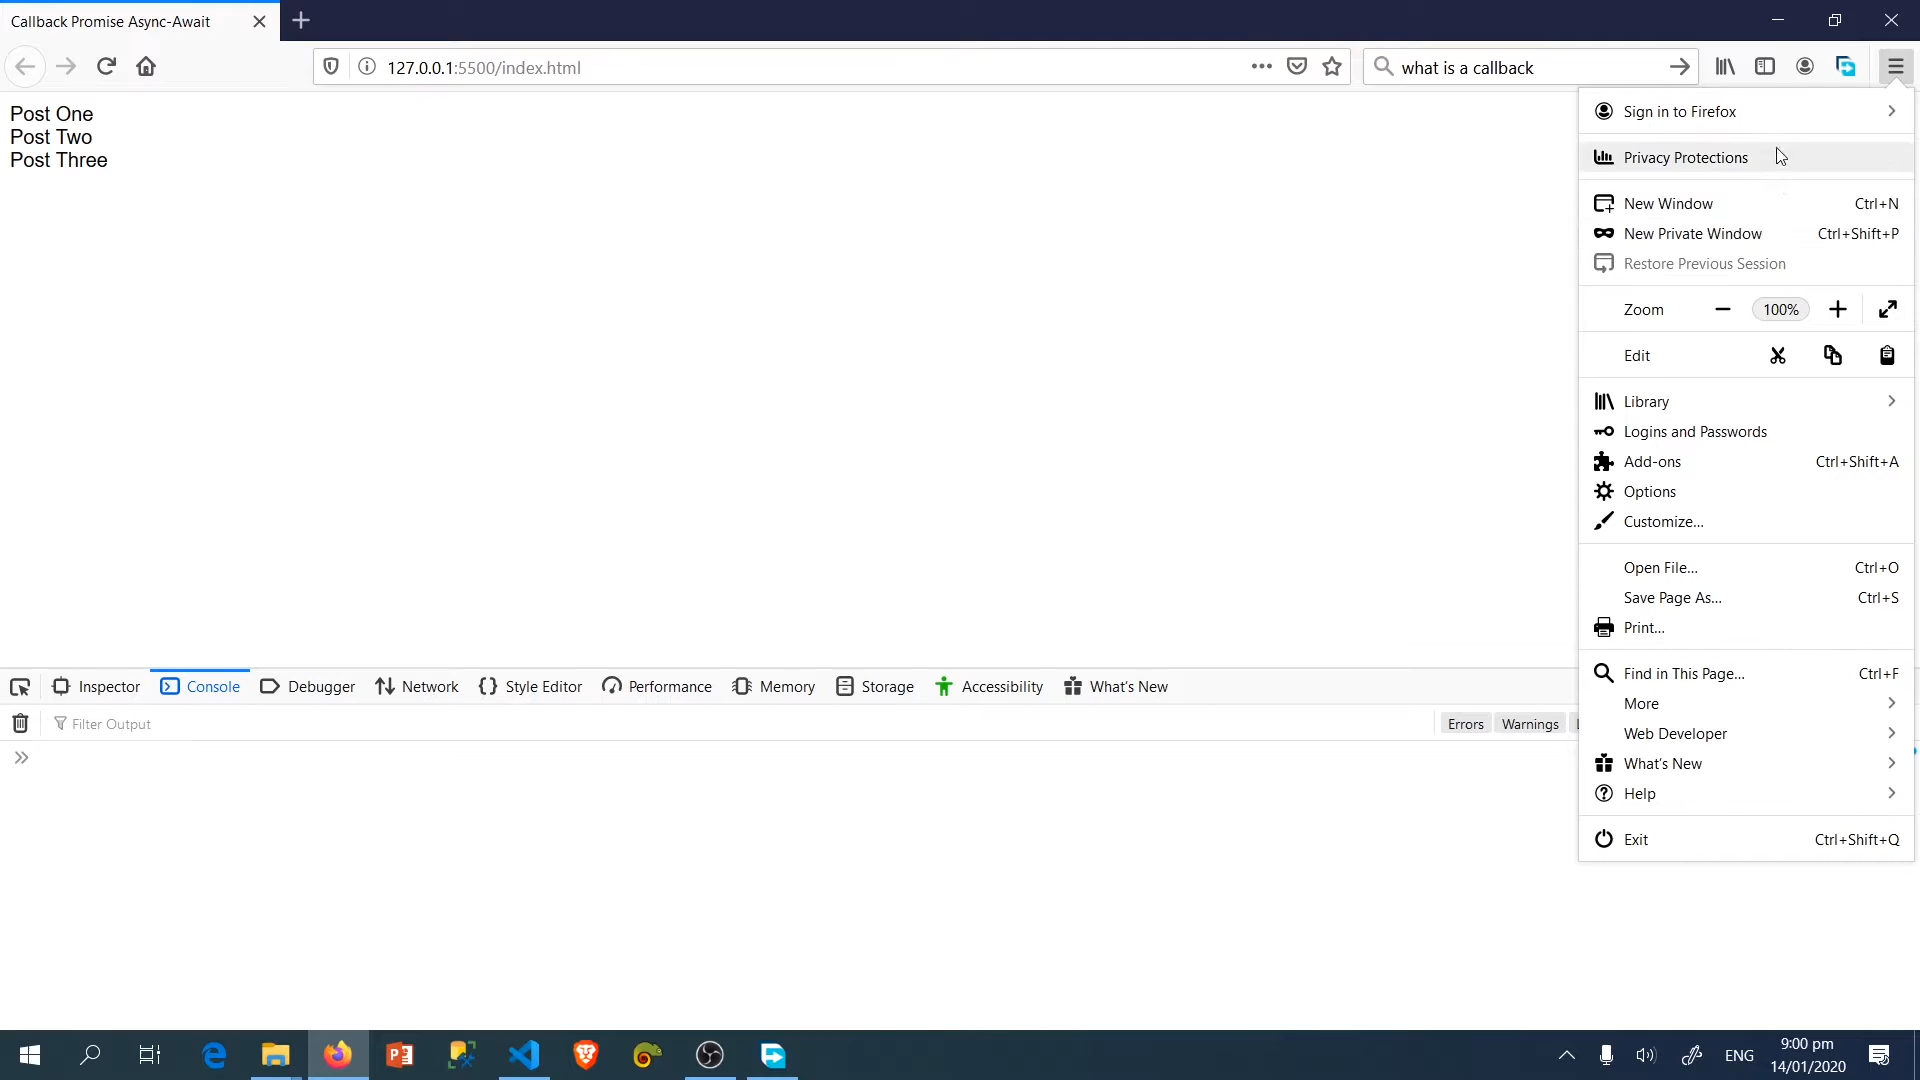 Callback Promise Async-Await
127.0.0.1:5500/index.html
what is a callback
Post One
Post Two
Post Three
Sign in to Firefox
Privacy Protections
New Window Ctrl+N
New Private Window Ctrl+Shift+P
Restore Previous Session
Zoom 100%
Edit
Library
Logins and Passwords
Add-ons Ctrl+Shift+A
Options
Customize...
Open File... Ctrl+O
Save Page As... Ctrl+S
Print...
Find in This Page... Ctrl+F
More
Web Developer
What's New
Help
Exit Ctrl+Shift+Q
Inspector Console Debugger Network Style Editor Performance Memory Storage Accessibility What's New
Filter Output Errors Warnings
ENG
9:00 pm
14/01/2020